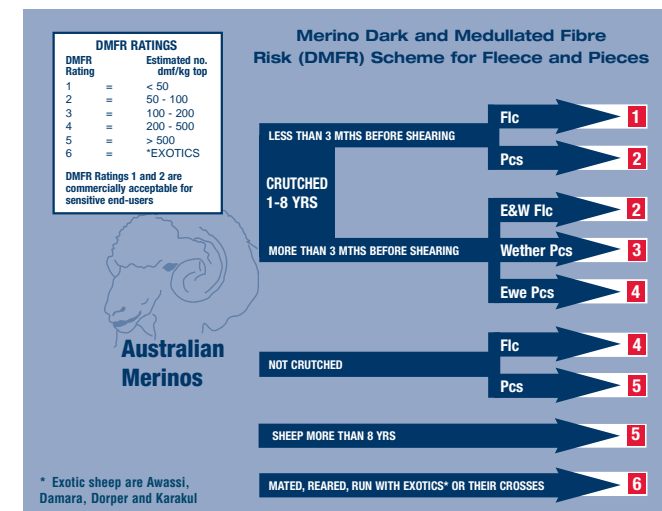 Merino Dark and Medullated Fibre
Risk (DMFR) Scheme for Fleece and Pieces
DMFR RATINGS
DMFR Rating Estimated no. dmf/kg top
1 = < 50
2 = 50 - 100
3 = 100 - 200
4 = 200 - 500
5 = > 500
6 = *EXOTICS
DMFR Ratings 1 and 2 are
commercially acceptable for
sensitive end-users
Australian
Merinos
CRUTCHED
1-8 YRS
LESS THAN 3 MTHS BEFORE SHEARING
Flc 1
Pcs 2
MORE THAN 3 MTHS BEFORE SHEARING
E&W Flc 2
Wether Pcs 3
Ewe Pcs 4
NOT CRUTCHED
Flc 4
Pcs 5
SHEEP MORE THAN 8 YRS 5
MATED, REARED, RUN WITH EXOTICS* OR THEIR CROSSES 6
* Exotic sheep are Awassi,
Damara, Dorper and Karakul